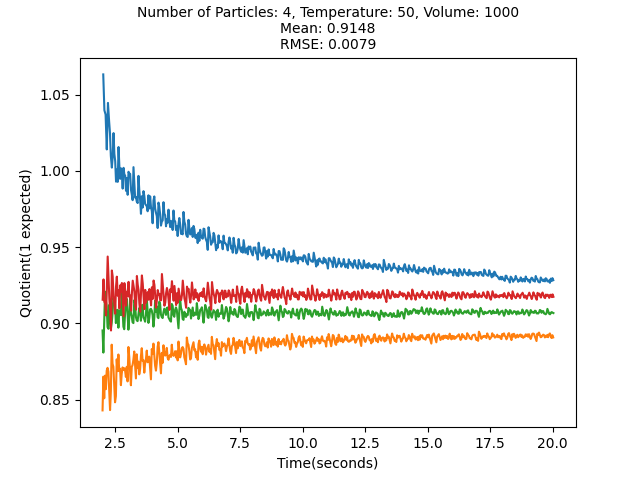 Number of Particles: 4, Temperature: 50, Volume: 1000
Mean: 0.9148
RMSE: 0.0079
1.05
1.00
0.95
0.90
0.85
Quotient(1 expected)
2.5 5.0 7.5 10.0 12.5 15.0 17.5 20.0
Time(seconds)